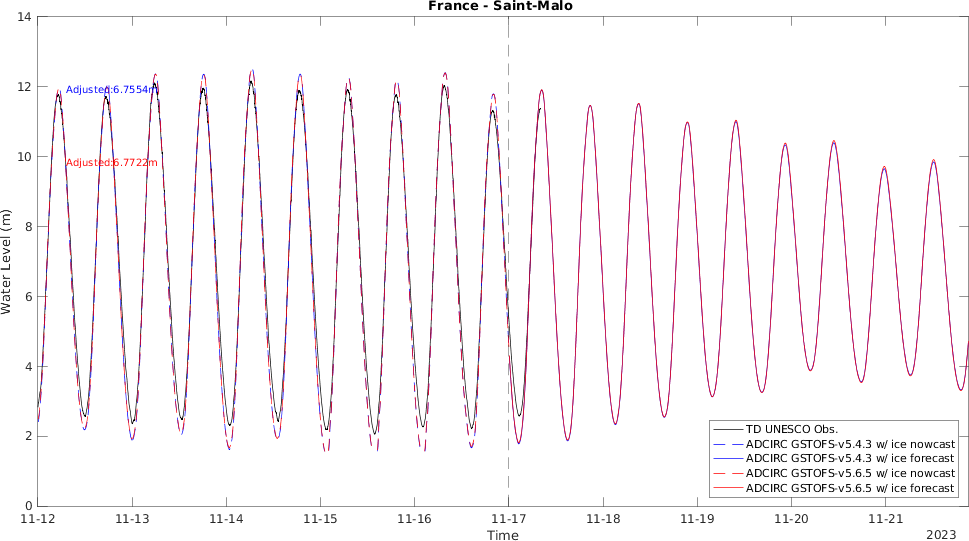 France - Saint-Malo
14
12
10
8
6
4
2
0
Water Level (m)
Adjusted:6.7554m
Adjusted:6.7722m
TD UNESCO Obs.
ADCIRC GSTOFS-v5.4.3 w/ ice nowcast
ADCIRC GSTOFS-v5.4.3 w/ ice forecast
ADCIRC GSTOFS-v5.6.5 w/ ice nowcast
ADCIRC GSTOFS-v5.6.5 w/ ice forecast
11-12 11-13 11-14 11-15 11-16 11-17 11-18 11-19 11-20 11-21
Time
2023